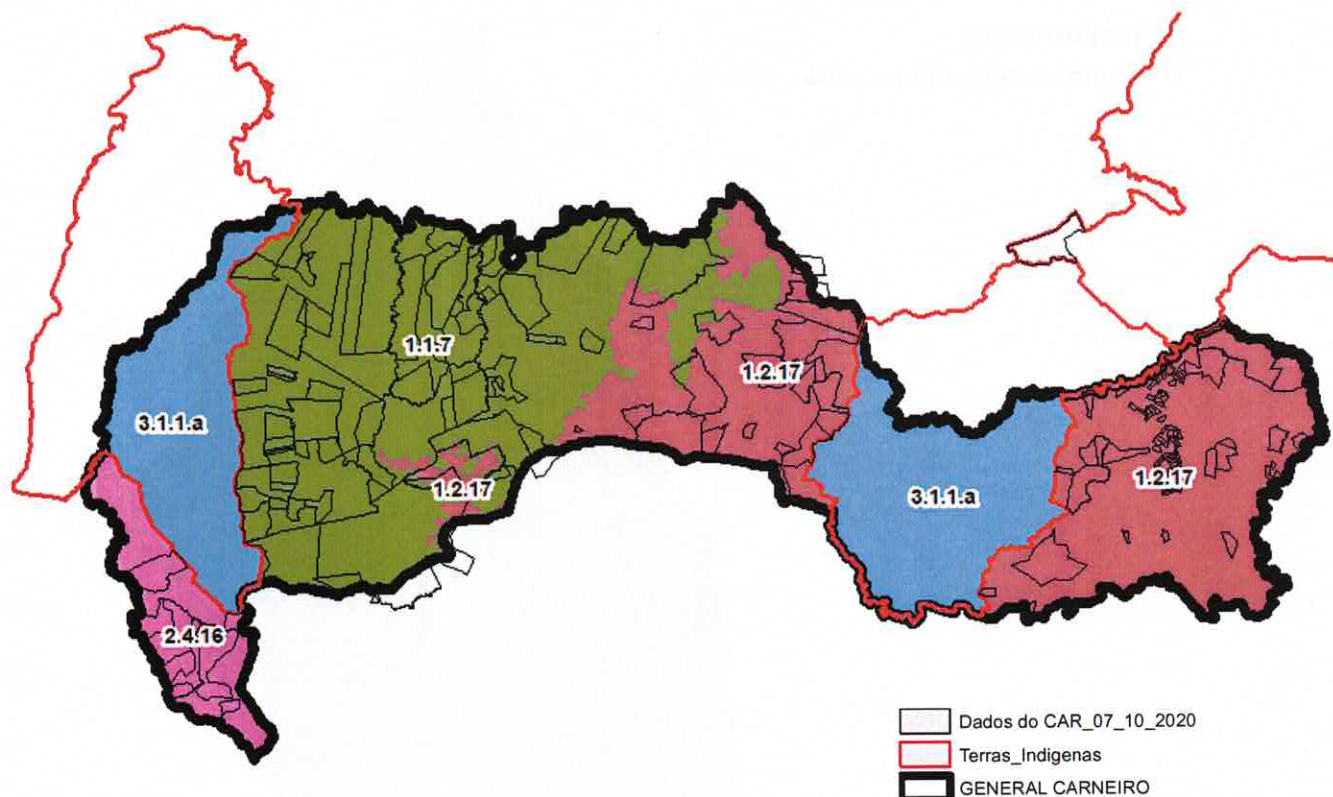 1.1.7
1.2.17
3.1.1.a
1.2.17
3.1.1.a
1.2.17
2.4.16
Dados do CAR_07_10_2020
Terras_Indigenas
GENERAL CARNEIRO